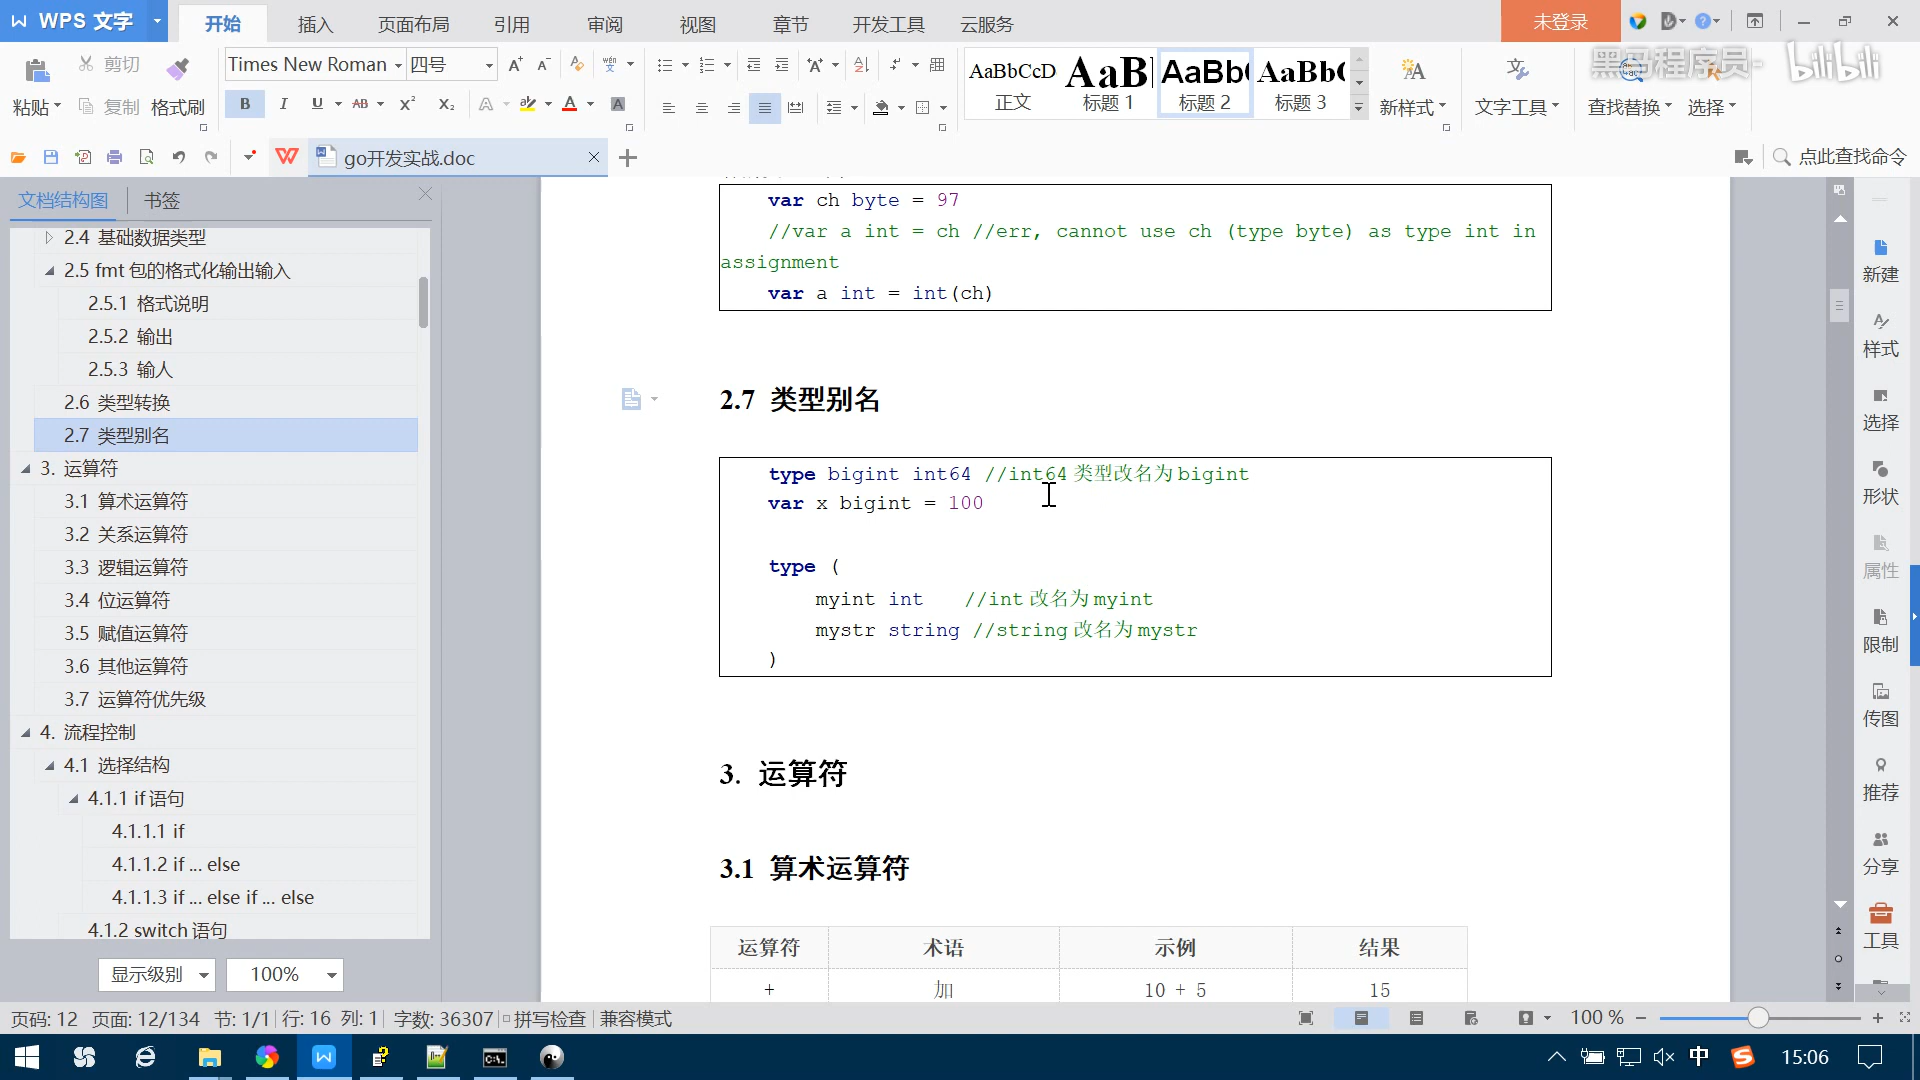 WPS 文字
开始
插入
页面布局
引用
审阅
视图
章节
开发工具
云服务
未登录
剪切
粘贴
复制
格式刷
Times New Roman
四号
AaBbCcD
正文
AaB
标题 1
AaBb
标题 2
AaBb
标题 3
新样式
文字工具
查找替换
选择
黑马程序员-
bilibili
go开发实战.doc
点此查找命令
文档结构图
书签
2.4 基础数据类型
2.5 fmt 包的格式化输出输入
2.5.1 格式说明
2.5.2 输出
2.5.3 输人
2.6 类型转换
2.7 类型别名
3. 运算符
3.1 算术运算符
3.2 关系运算符
3.3 逻辑运算符
3.4 位运算符
3.5 赋值运算符
3.6 其他运算符
3.7 运算符优先级
4. 流程控制
4.1 选择结构
4.1.1 if 语句
4.1.1.1 if
4.1.1.2 if ... else
4.1.1.3 if ... else if ... else
4.1.2 switch 语句
显示级别
100%
var ch byte = 97
//var a int = ch //err, cannot use ch (type byte) as type int in
assignment
var a int = int(ch)
2.7 类型别名
type bigint int64 //int64 类型改名为 bigint
var x bigint = 100
type (
myint int //int 改名为 myint
mystr string //string 改名为 mystr
)
3. 运算符
3.1 算术运算符
运算符 术语 示例 结果
+ 加 10 + 5 15
新建
样式
选择
形状
属性
限制
传图
推荐
分享
工具
页码: 12 页面: 12/134 节: 1/1 行: 16 列: 1 字数: 36307 拼写检查 兼容模式
100 %
中
15:06